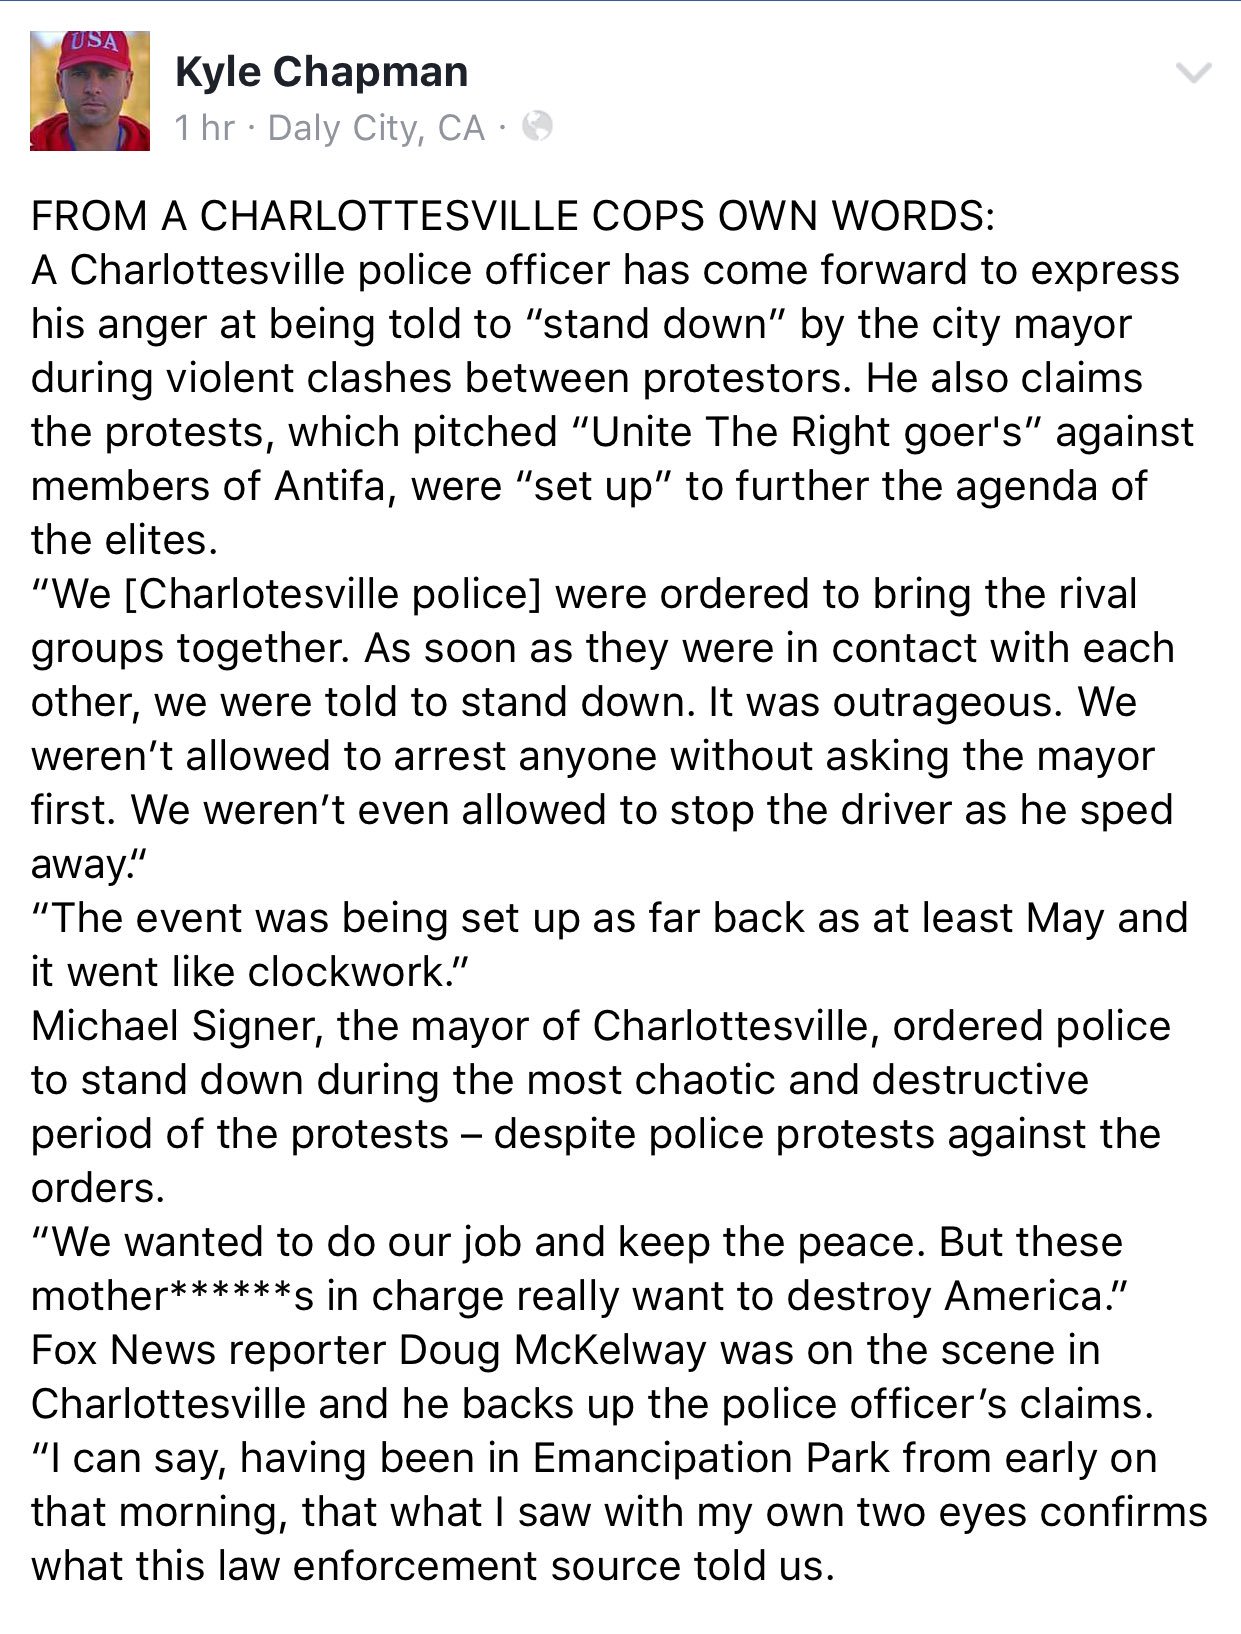 USA
Kyle Chapman
1 hr · Daly City, CA ·
FROM A CHARLOTTESVILLE COPS OWN WORDS:
A Charlottesville police officer has come forward to express
his anger at being told to “stand down” by the city mayor
during violent clashes between protestors. He also claims
the protests, which pitched “Unite The Right goer's” against
members of Antifa, were “set up” to further the agenda of
the elites.
“We [Charlotesville police] were ordered to bring the rival
groups together. As soon as they were in contact with each
other, we were told to stand down. It was outrageous. We
weren’t allowed to arrest anyone without asking the mayor
first. We weren’t even allowed to stop the driver as he sped
away.“
“The event was being set up as far back as at least May and
it went like clockwork.”
Michael Signer, the mayor of Charlottesville, ordered police
to stand down during the most chaotic and destructive
period of the protests – despite police protests against the
orders.
“We wanted to do our job and keep the peace. But these
mother******s in charge really want to destroy America.”
Fox News reporter Doug McKelway was on the scene in
Charlottesville and he backs up the police officer’s claims.
“I can say, having been in Emancipation Park from early on
that morning, that what I saw with my own two eyes confirms
what this law enforcement source told us.